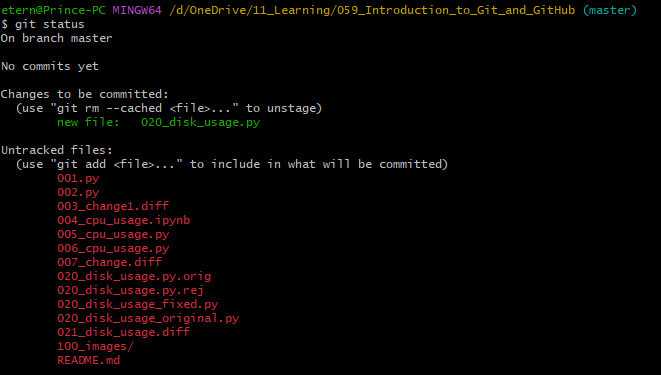 etern@Prince-PC MINGW64 /d/OneDrive/11_Learning/059_Introduction_to_Git_and_GitHub (master)
$ git status
On branch master
No commits yet
Changes to be committed:
(use "git rm --cached <file>..." to unstage)
new file:   020_disk_usage.py
Untracked files:
(use "git add <file>..." to include in what will be committed)
001.py
002.py
003_change1.diff
004_cpu_usage.ipynb
005_cpu_usage.py
006_cpu_usage.py
007_change.diff
020_disk_usage.py.orig
020_disk_usage.py.rej
020_disk_usage_fixed.py
020_disk_usage_original.py
021_disk_usage.diff
100_images/
README.md